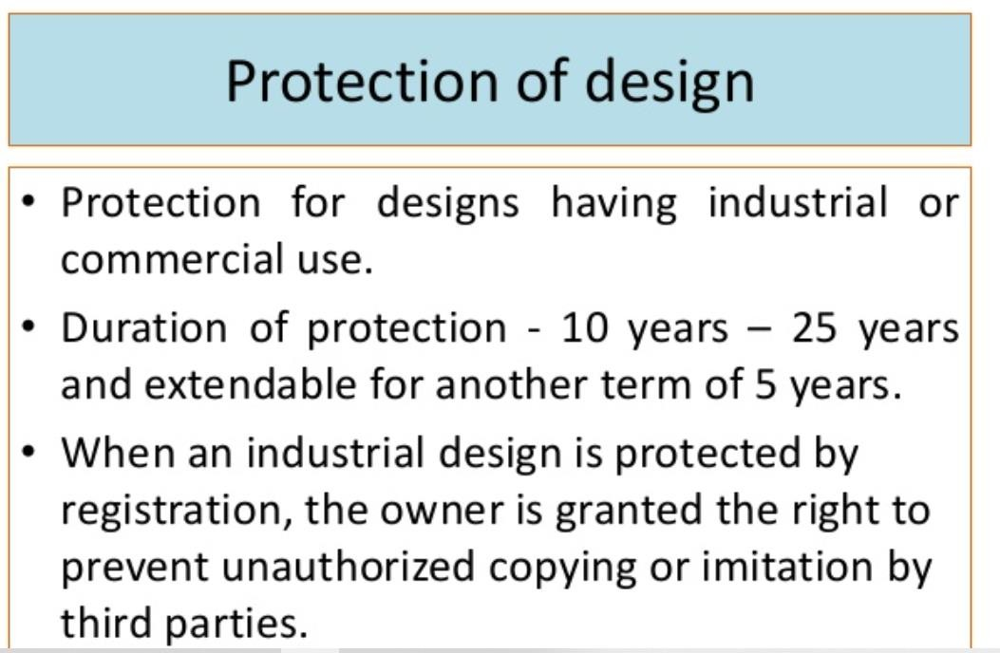 Protection of design
• Protection for designs having industrial or
commercial use.
• Duration of protection - 10 years – 25 years
and extendable for another term of 5 years.
• When an industrial design is protected by
registration, the owner is granted the right to
prevent unauthorized copying or imitation by
third parties.